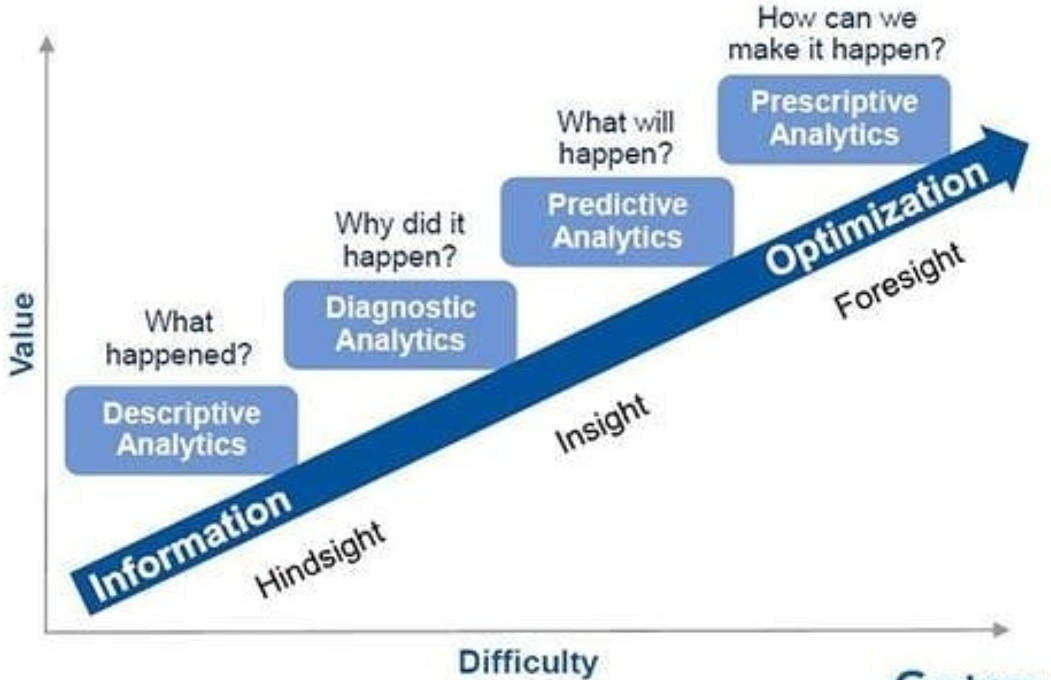 How can we
make it happen?
Prescriptive
Analytics
What will
happen?
Predictive
Analytics
Optimization
Why did it
happen?
Foresight
Diagnostic
Analytics
Value
What
happened?
Insight
Descriptive
Analytics
Information
Hindsight
Difficulty